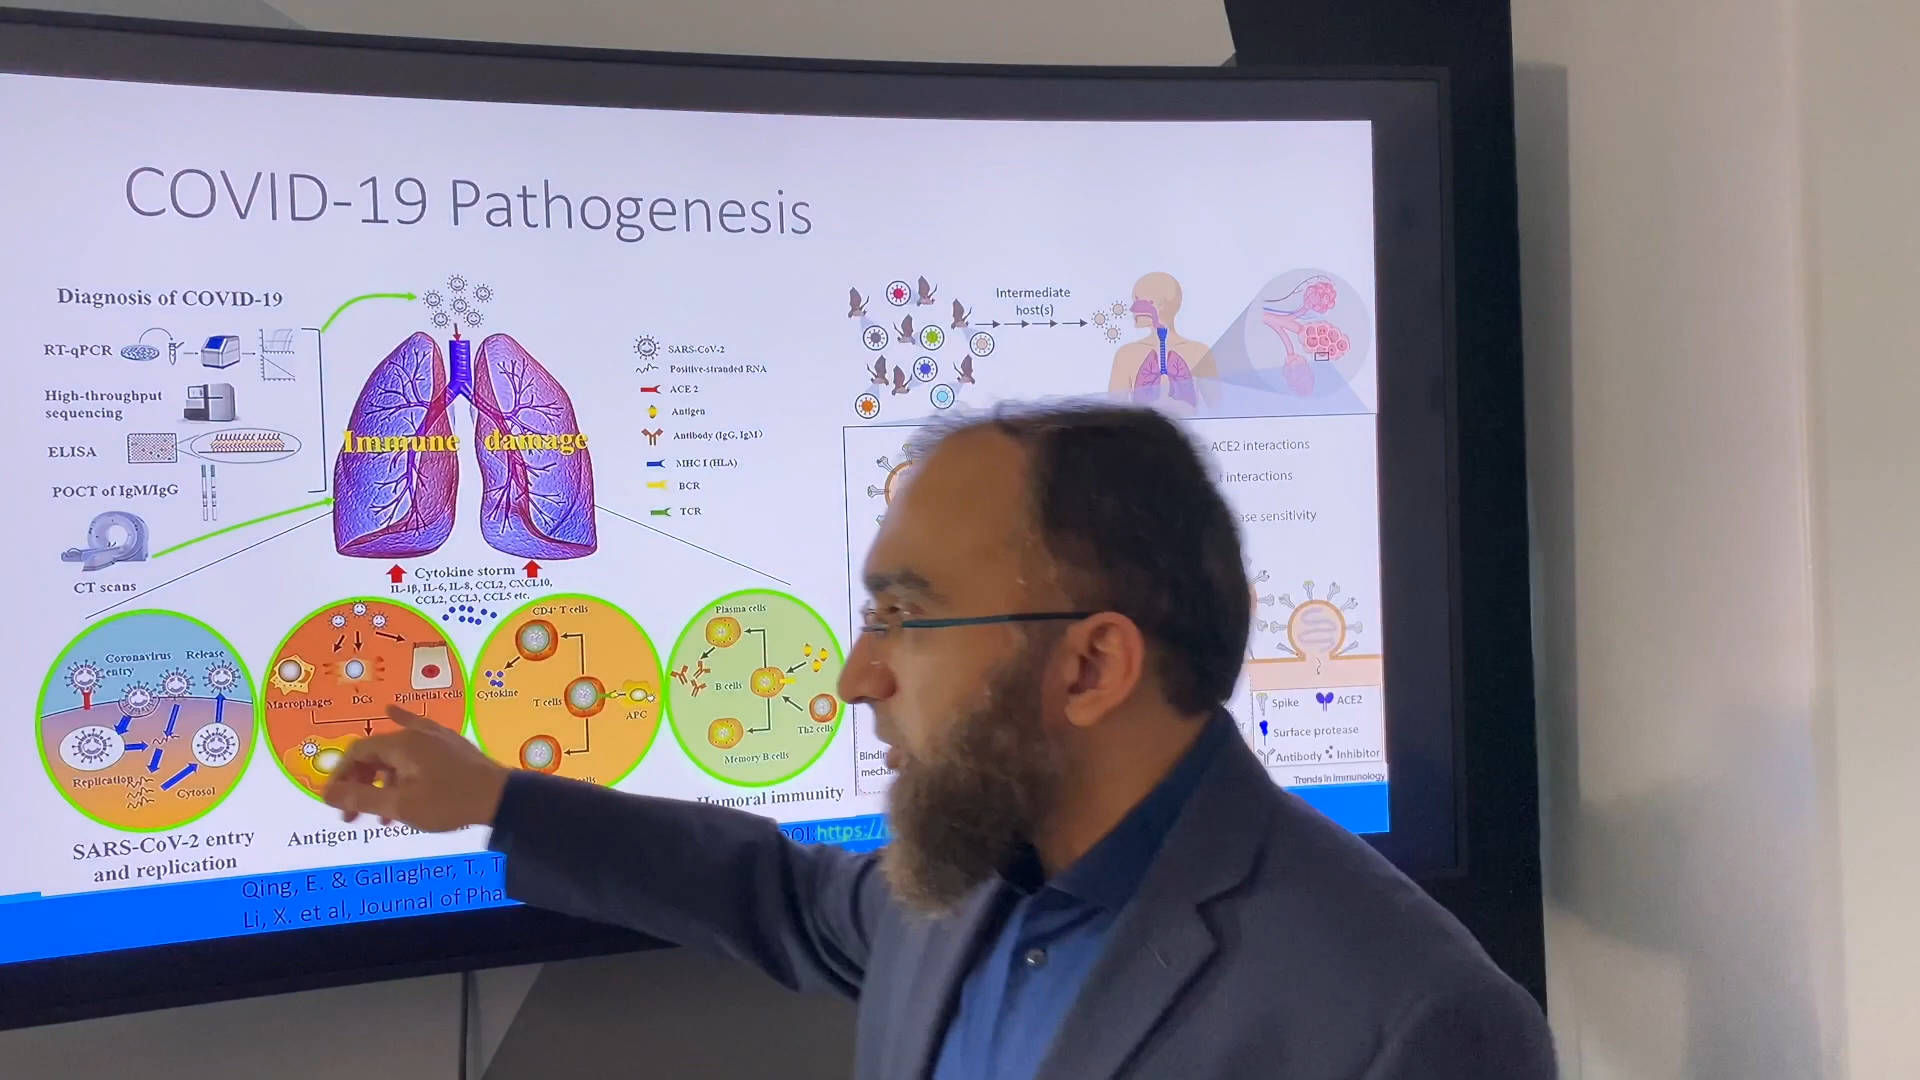 COVID-19 Pathogenesis
Diagnosis of COVID-19
RT-qPCR
High-throughput
sequencing
ELISA
POCT of IgM/IgG
CT scans
Immune damage
Cytokine storm
IL-1β, IL-6, IL-8, CCL2, CXCL10,
CCL2, CCL3, CCL5 etc.
SARS-CoV-2
Positive-stranded RNA
ACE 2
Antigen
Antibody (IgG, IgM)
MHC I (HLA)
BCR
TCR
Intermediate
host(s)
ACE2 interactions
interactions
sensitivity
Coronavirus
entry
Release
Replication
Cytosol
SARS-CoV-2 entry
and replication
Macrophages
DCs
Epithelial cells
Antigen
CD4+ T cells
Cytokine
T cells
APC
Plasma cells
B cells
Th2 cells
Memory B cells
Humoral immunity
Spike
ACE2
Surface protease
Antibody
Inhibitor
Trends in Immunology
DOI: https://
Qing, E. & Gallagher, T.,
Li, X. et al, Journal of